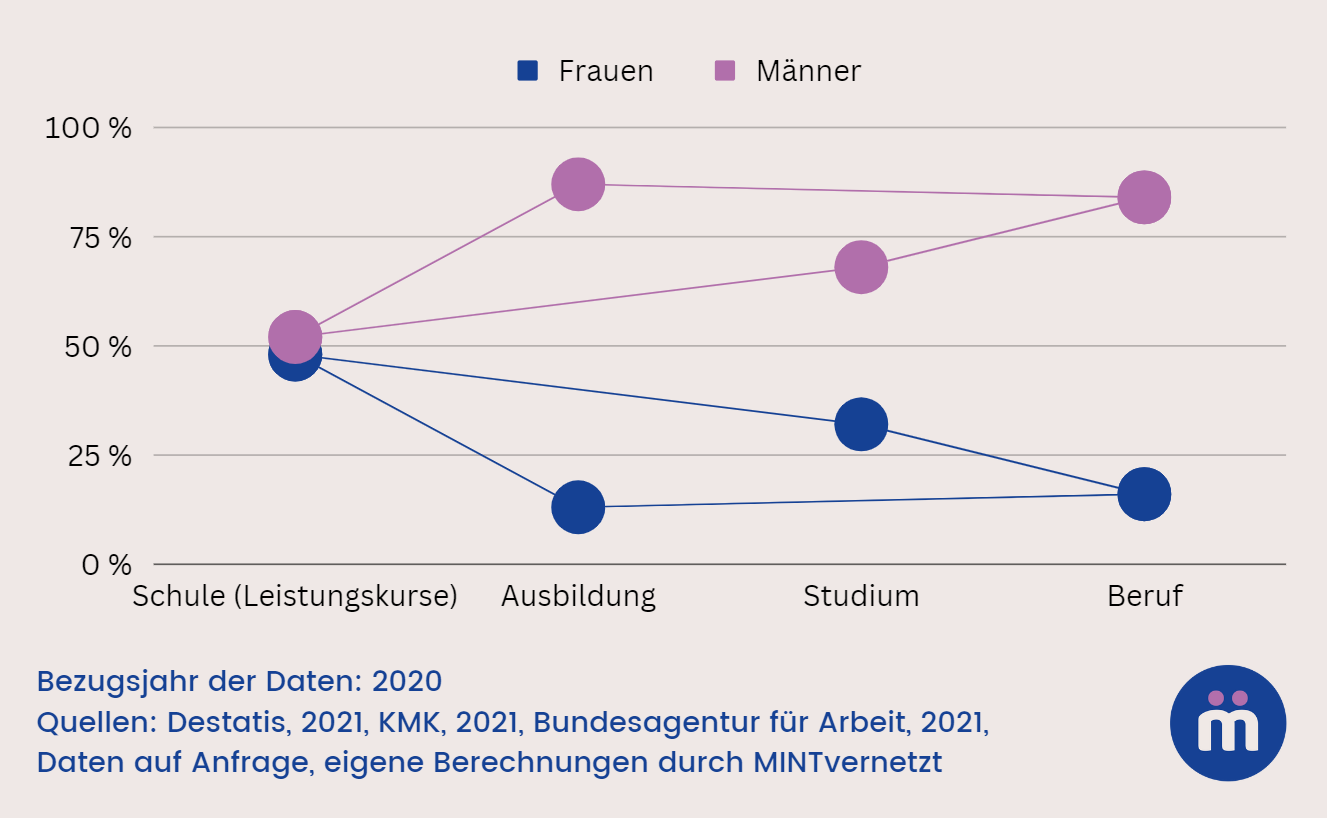 Frauen Männer
100 %
75 %
50 %
25 %
0 %
Schule (Leistungskurse) Ausbildung Studium Beruf
Bezugsjahr der Daten: 2020
Quellen: Destatis, 2021, KMK, 2021, Bundesagentur für Arbeit, 2021,
Daten auf Anfrage, eigene Berechnungen durch MINTvernetzt
m̈